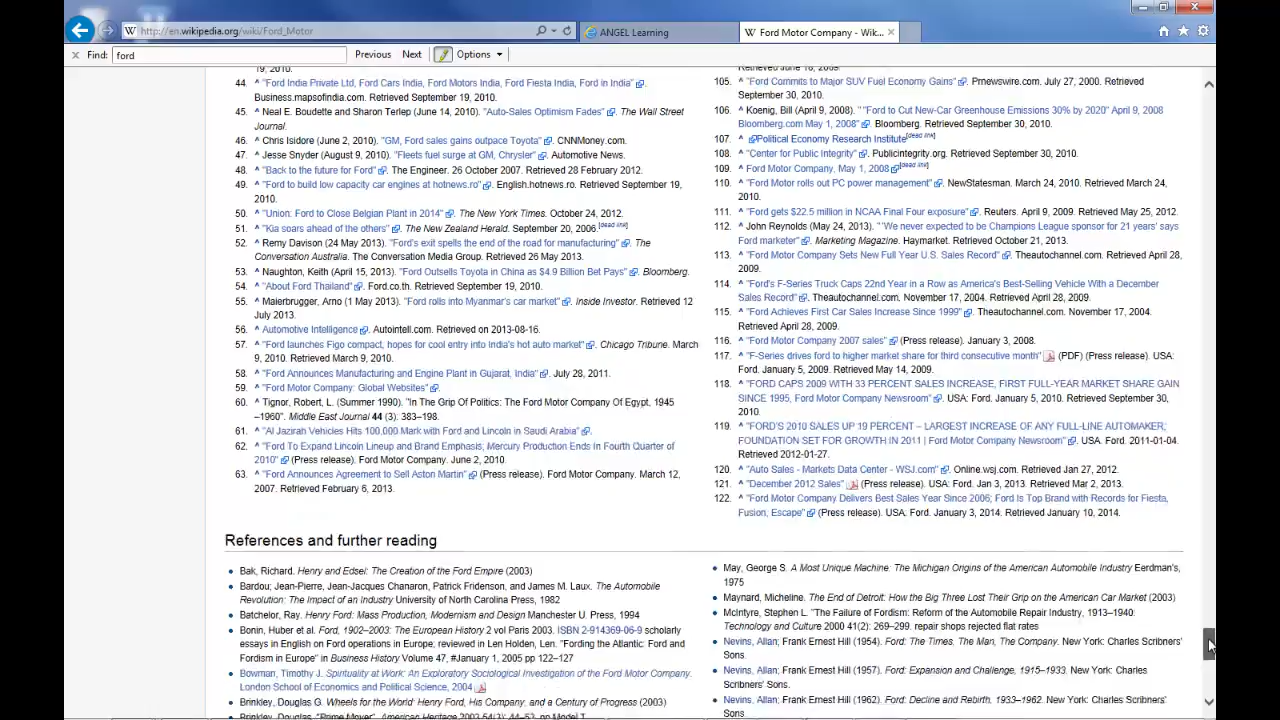 http://en.wikipedia.org/wiki/Ford_Motor
ANGEL Learning
W Ford Motor Company - Wik...
Find: ford
Previous Next Options
19, 2010.
44. ^ "Ford India Private Ltd, Ford Cars India, Ford Motors India, Ford Fiesta India, Ford in India".
Business.mapsofindia.com. Retrieved September 19, 2010.
45. ^ Neal E. Boudette and Sharon Terlep (June 14, 2010). "Auto-Sales Optimism Fades". The Wall Street
Journal.
46. ^ Chris Isidore (June 2, 2010). "GM, Ford sales gains outpace Toyota". CNNMoney.com.
47. ^ Jesse Snyder (August 9, 2010). "Fleets fuel surge at GM, Chrysler". Automotive News.
48. ^ "Back to the future for Ford". The Engineer. 26 October 2007. Retrieved 28 February 2012.
49. ^ "Ford to build low capacity car engines at hotnews.ro". English.hotnews.ro. Retrieved September 19,
2010.
50. ^ "Union: Ford to Close Belgian Plant in 2014". The New York Times. October 24, 2012.
51. ^ "Kia soars ahead of the others". The New Zealand Herald. September 20, 2006.[dead link]
52. ^ Remy Davison (24 May 2013). "Ford's exit spells the end of the road for manufacturing". The
Conversation Australia. The Conversation Media Group. Retrieved 26 May 2013.
53. ^ Naughton, Keith (April 15, 2013). "Ford Outsells Toyota in China as $4.9 Billion Bet Pays". Bloomberg.
54. ^ "About Ford Thailand". Ford.co.th. Retrieved September 19, 2010.
55. ^ Maierbrugger, Arno (1 May 2013). "Ford rolls into Myanmar's car market". Inside Investor. Retrieved 12
July 2013.
56. ^ Automotive Intelligence. Autointell.com. Retrieved on 2013-08-16.
57. ^ "Ford launches Figo compact, hopes for cool entry into India's hot auto market". Chicago Tribune. March
9, 2010. Retrieved March 9, 2010.
58. ^ "Ford Announces Manufacturing and Engine Plant in Gujarat, India". July 28, 2011.
59. ^ "Ford Motor Company: Global Websites".
60. ^ Tignor, Robert, L. (Summer 1990). "In The Grip Of Politics: The Ford Motor Company Of Egypt, 1945
–1960". Middle East Journal 44 (3): 383–198.
61. ^ "Al Jazirah Vehicles Hits 100,000 Mark with Ford and Lincoln in Saudi Arabia".
62. ^ "Ford To Expand Lincoln Lineup and Brand Emphasis; Mercury Production Ends In Fourth Quarter of
2010" (Press release). Ford Motor Company. June 2, 2010.
63. ^ "Ford Announces Agreement to Sell Aston Martin" (Press release). Ford Motor Company. March 12,
2007. Retrieved February 6, 2013.
Retrieved June 18, 2009.
105. ^ "Ford Commits to Major SUV Fuel Economy Gains". Prnewswire.com. July 27, 2000. Retrieved
September 30, 2010.
106. ^ Koenig, Bill (April 9, 2008). ""Ford to Cut New-Car Greenhouse Emissions 30% by 2020" April 9, 2008
Bloomberg.com May 1, 2008". Bloomberg. Retrieved September 30, 2010.
107. ^ Political Economy Research Institute[dead link]
108. ^ "Center for Public Integrity". Publicintegrity.org. Retrieved September 30, 2010.
109. ^ Ford Motor Company, May 1, 2008[dead link]
110. ^ "Ford Motor rolls out PC power management". NewStatesman. March 24, 2010. Retrieved March 24,
2010.
111. ^ "Ford gets $22.5 million in NCAA Final Four exposure". Reuters. April 9, 2009. Retrieved May 25, 2012.
112. ^ John Reynolds (May 24, 2013). "'We never expected to be Champions League sponsor for 21 years' says
Ford marketer". Marketing Magazine. Haymarket. Retrieved October 21, 2013.
113. ^ "Ford Motor Company Sets New Full Year U.S. Sales Record". Theautochannel.com. Retrieved April 28,
2009.
114. ^ "Ford's F-Series Truck Caps 22nd Year in a Row as America's Best-Selling Vehicle With a December
Sales Record". Theautochannel.com. November 17, 2004. Retrieved April 28, 2009.
115. ^ "Ford Achieves First Car Sales Increase Since 1999". Theautochannel.com. November 17, 2004.
Retrieved April 28, 2009.
116. ^ "Ford Motor Company 2007 sales" (Press release). January 3, 2008.
117. ^ "F-Series drives ford to higher market share for third consecutive month" (PDF) (Press release). USA:
Ford. January 5, 2009. Retrieved May 14, 2009.
118. ^ "FORD CAPS 2009 WITH 33 PERCENT SALES INCREASE, FIRST FULL-YEAR MARKET SHARE GAIN
SINCE 1995, Ford Motor Company Newsroom". USA: Ford. January 5, 2010. Retrieved September 30,
2010.
119. ^ "FORD'S 2010 SALES UP 19 PERCENT – LARGEST INCREASE OF ANY FULL-LINE AUTOMAKER;
FOUNDATION SET FOR GROWTH IN 2011 | Ford Motor Company Newsroom". USA: Ford. 2011-01-04.
Retrieved 2012-01-27.
120. ^ "Auto Sales - Markets Data Center - WSJ.com". Online.wsj.com. Retrieved Jan 27, 2012.
121. ^ "December 2012 Sales" (Press release). USA: Ford. Jan 3, 2013. Retrieved Mar 2, 2013.
122. ^ "Ford Motor Company Delivers Best Sales Year Since 2006; Ford Is Top Brand with Records for Fiesta,
Fusion, Escape" (Press release). USA: Ford. January 3, 2014. Retrieved January 10, 2014.
References and further reading
• Bak, Richard. Henry and Edsel: The Creation of the Ford Empire (2003)
• Bardou; Jean-Pierre, Jean-Jacques Chanaron, Patrick Fridenson, and James M. Laux. The Automobile
Revolution: The Impact of an Industry University of North Carolina Press, 1982
• Batchelor, Ray. Henry Ford: Mass Production, Modernism and Design Manchester U. Press, 1994
• Bonin, Huber et al. Ford, 1902–2003: The European History 2 vol Paris 2003. ISBN 2-914369-06-9 scholarly
essays in English on Ford operations in Europe; reviewed in Len Holden, Len. "Fording the Atlantic: Ford and
Fordism in Europe" in Business History Volume 47, #January 1, 2005 pp 122–127
• Bowman, Timothy J. Spirituality at Work: An Exploratory Sociological Investigation of the Ford Motor Company.
London School of Economics and Political Science, 2004
• Brinkley, Douglas G. Wheels for the World: Henry Ford, His Company, and a Century of Progress (2003)
• Brinkley, Douglas. "Prime Mover". American Heritage 2003 54(3): 44–53. on Model T
• May, George S. A Most Unique Machine: The Michigan Origins of the American Automobile Industry Eerdman's,
1975
• Maynard, Micheline. The End of Detroit: How the Big Three Lost Their Grip on the American Car Market (2003)
• McIntyre, Stephen L. "The Failure of Fordism: Reform of the Automobile Repair Industry, 1913–1940:
Technology and Culture 2000 41(2): 269–299. repair shops rejected flat rates
• Nevins, Allan; Frank Ernest Hill (1954). Ford: The Times, The Man, The Company. New York: Charles Scribners'
Sons.
• Nevins, Allan; Frank Ernest Hill (1957). Ford: Expansion and Challenge, 1915–1933. New York: Charles
Scribners' Sons.
• Nevins, Allan; Frank Ernest Hill (1962). Ford: Decline and Rebirth, 1933–1962. New York: Charles Scribners'
Sons.